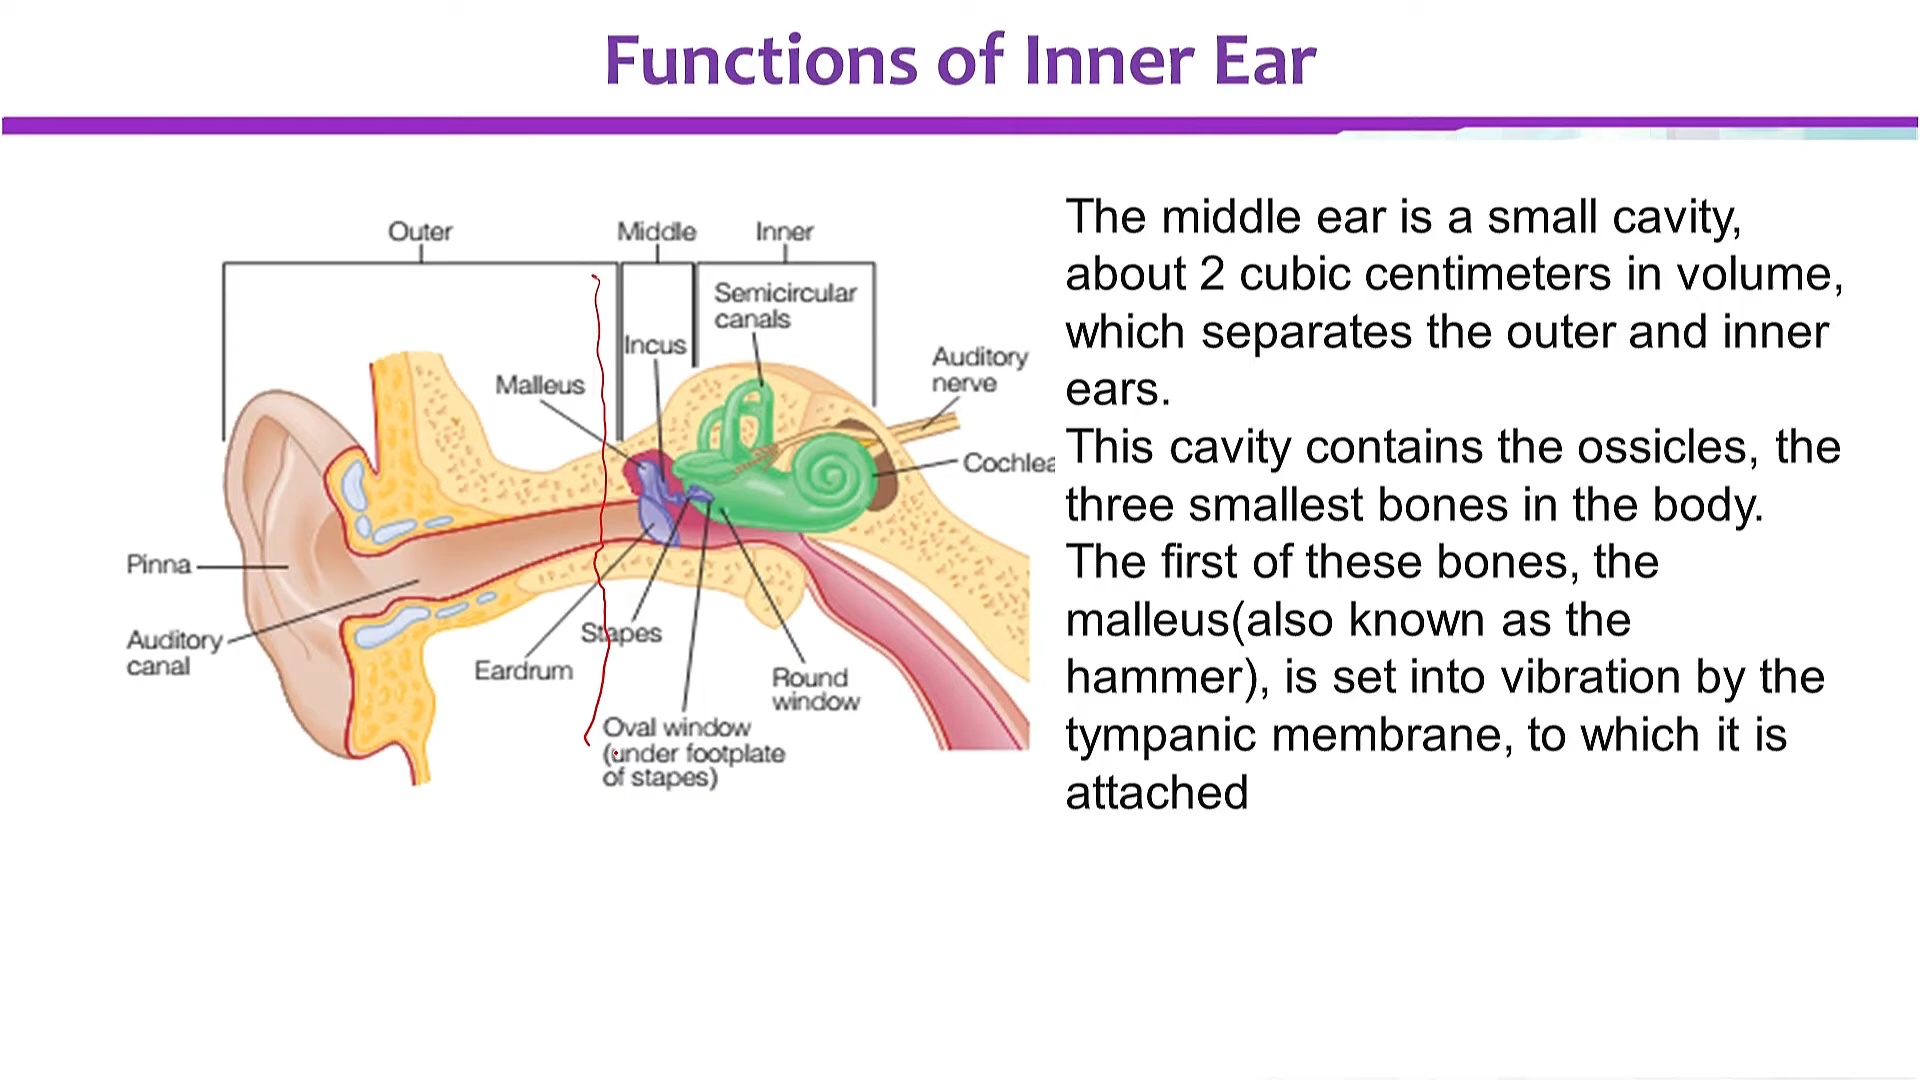 Functions of Inner Ear
Outer
Middle
Inner
Semicircular
canals
Incus
Malleus
Auditory
nerve
Cochlea
Pinna
Auditory
canal
Stapes
Eardrum
Round
window
Oval window
(under footplate
of stapes)
The middle ear is a small cavity,
about 2 cubic centimeters in volume,
which separates the outer and inner
ears.
This cavity contains the ossicles, the
three smallest bones in the body.
The first of these bones, the
malleus(also known as the
hammer), is set into vibration by the
tympanic membrane, to which it is
attached